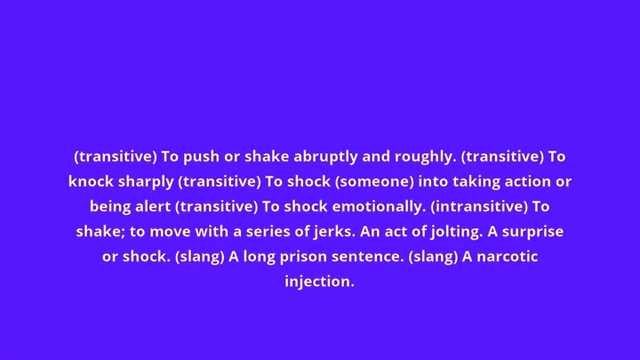 (transitive) To push or shake abruptly and roughly. (transitive) To
knock sharply (transitive) To shock (someone) into taking action or
being alert (transitive) To shock emotionally. (intransitive) To
shake; to move with a series of jerks. An act of jolting. A surprise
or shock. (slang) A long prison sentence. (slang) A narcotic
injection.